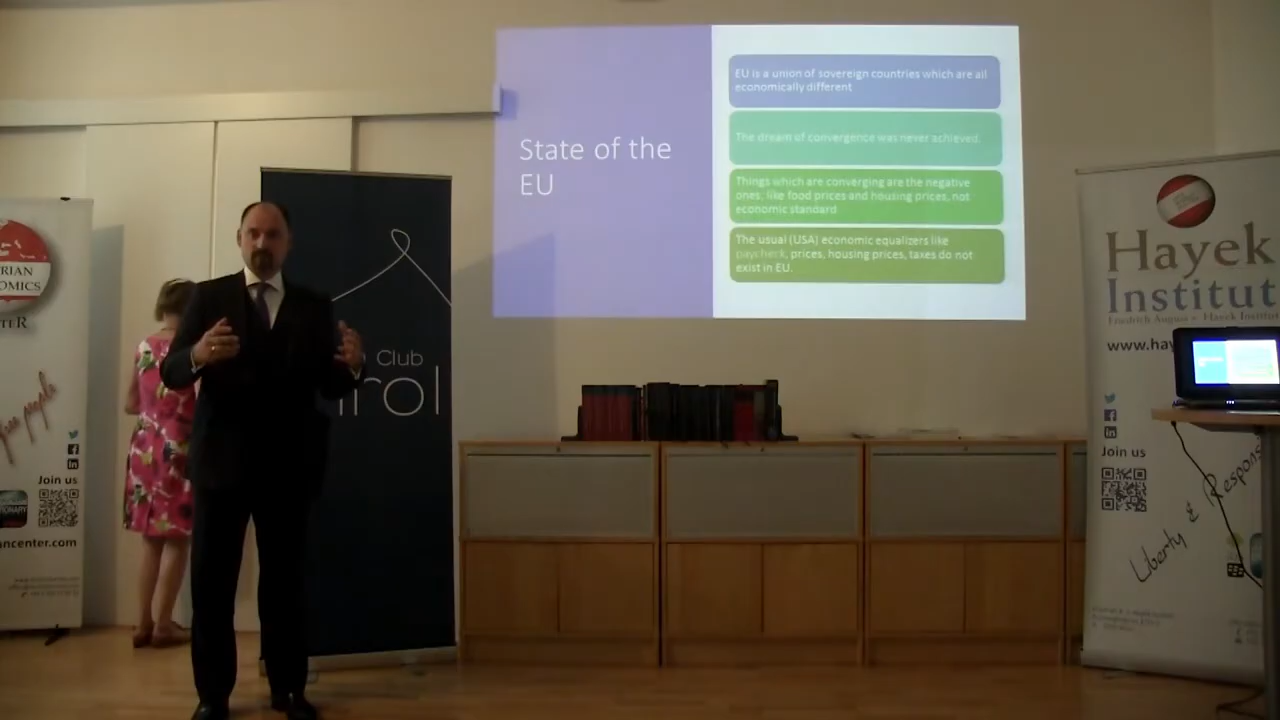 State of the
EU
EU is a union of sovereign countries which are all
economically different
The dream of convergence was never achieved.
Things which are converging are the negative
ones: like food prices and housing prices, not
economic standard
The usual (USA) economic equalizers like
paycheck, prices, housing prices, taxes do not
exist in EU.
RIAN
OMICS
TER
Join us
ncenter.com
Club
irol
Hayek
Institut
Friedrich August v. Hayek Institut
www.hay
Join us
Liberty & Respons